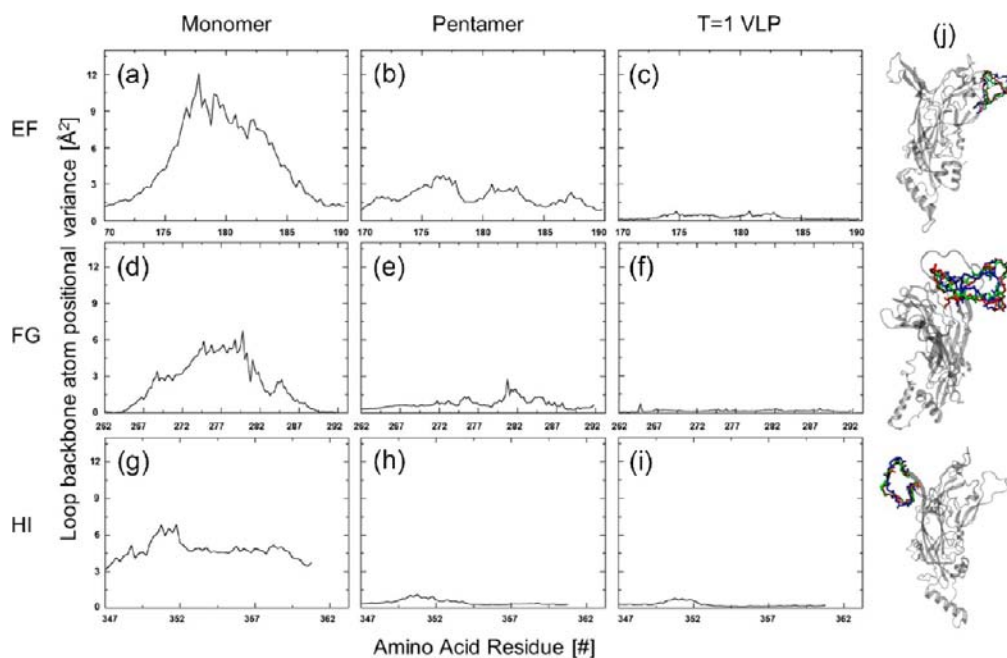 Monomer Pentamer T=1 VLP (j)
EF
FG
HI
Loop backbone atom positional variance [Å²]
(a) (b) (c)
12
9
6
3
0
170 175 180 185 190 170 175 180 185 190 170 175 180 185 190
(d) (e) (f)
12
9
6
3
0
262 267 272 277 282 287 292 262 267 272 277 282 287 292 262 267 272 277 282 287 292
(g) (h) (i)
12
9
6
3
0
347 352 357 362 347 352 357 362 347 352 357 362
Amino Acid Residue [#]